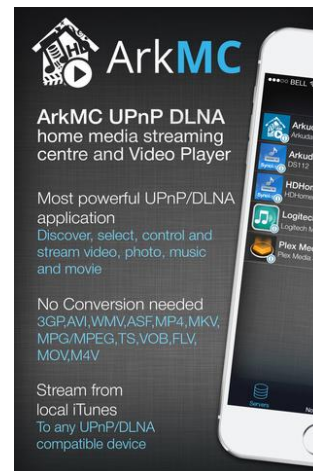 ArkMC
ArkMC UPnP DLNA
home media streaming
centre and Video Player
Most powerful UPnP/DLNA
application
Discover, select, control and
stream video, photo, music
and movie
No Conversion needed
3GP,AVI,WMV,ASF,MP4,MKV,
MPG/MPEG,TS,VOB,FLV,
MOV,M4V
Stream from
local iTunes
To any UPnP/DLNA
compatible device
BELL
Arkud
DS112
HDHom
HDHome
Logitec
Logitech M
Plex Me
Plex Media
Servers